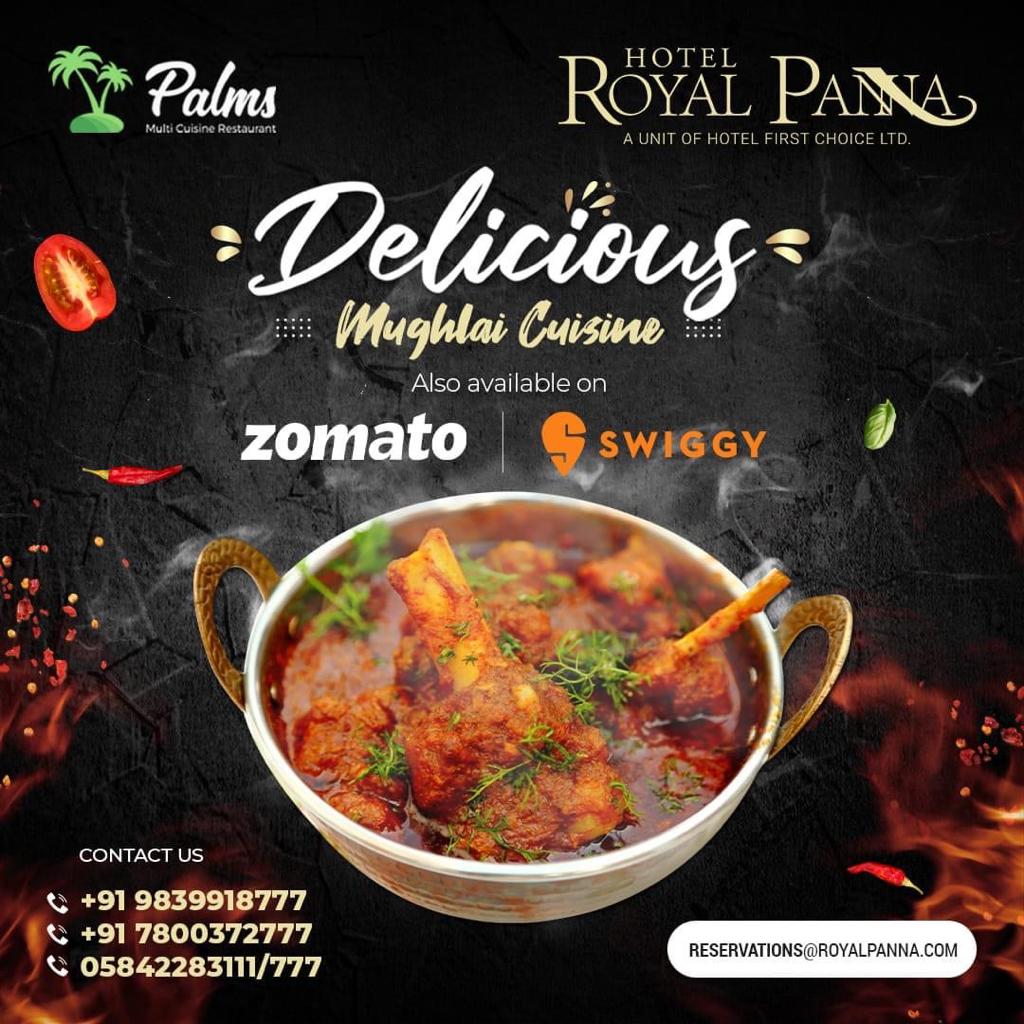 Palms
Multi Cuisine Restaurant
HOTEL
ROYAL PANNA
A UNIT OF HOTEL FIRST CHOICE LTD.
Delicious
Mughlai Cuisine
Also available on
zomato
SWIGGY
CONTACT US
+91 9839918777
+91 7800372777
05842283111/777
RESERVATIONS@ROYALPANNA.COM